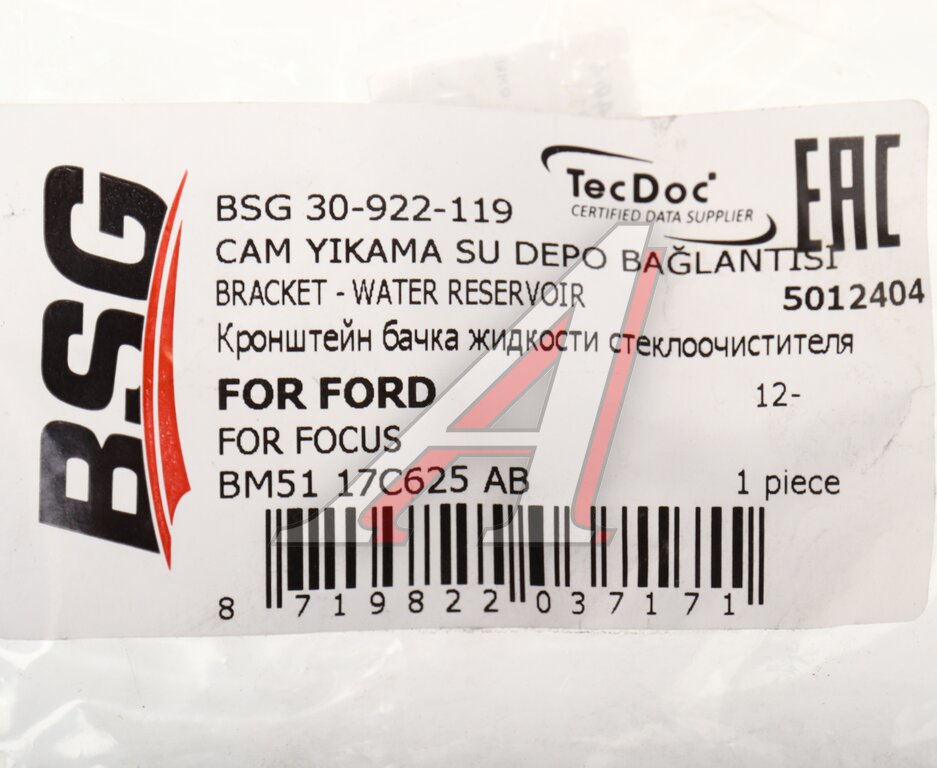 BSG
TecDoc
CERTIFIED DATA SUPPLIER
EAC
BSG 30-922-119
CAM YIKAMA SU DEPO BAĞLANTISI
BRACKET - WATER RESERVOIR
5012404
Кронштейн бачка жидкости стеклоочистителя
FOR FORD
12-
FOR FOCUS
BM51 17C625 AB
1 piece
8 719822 037171